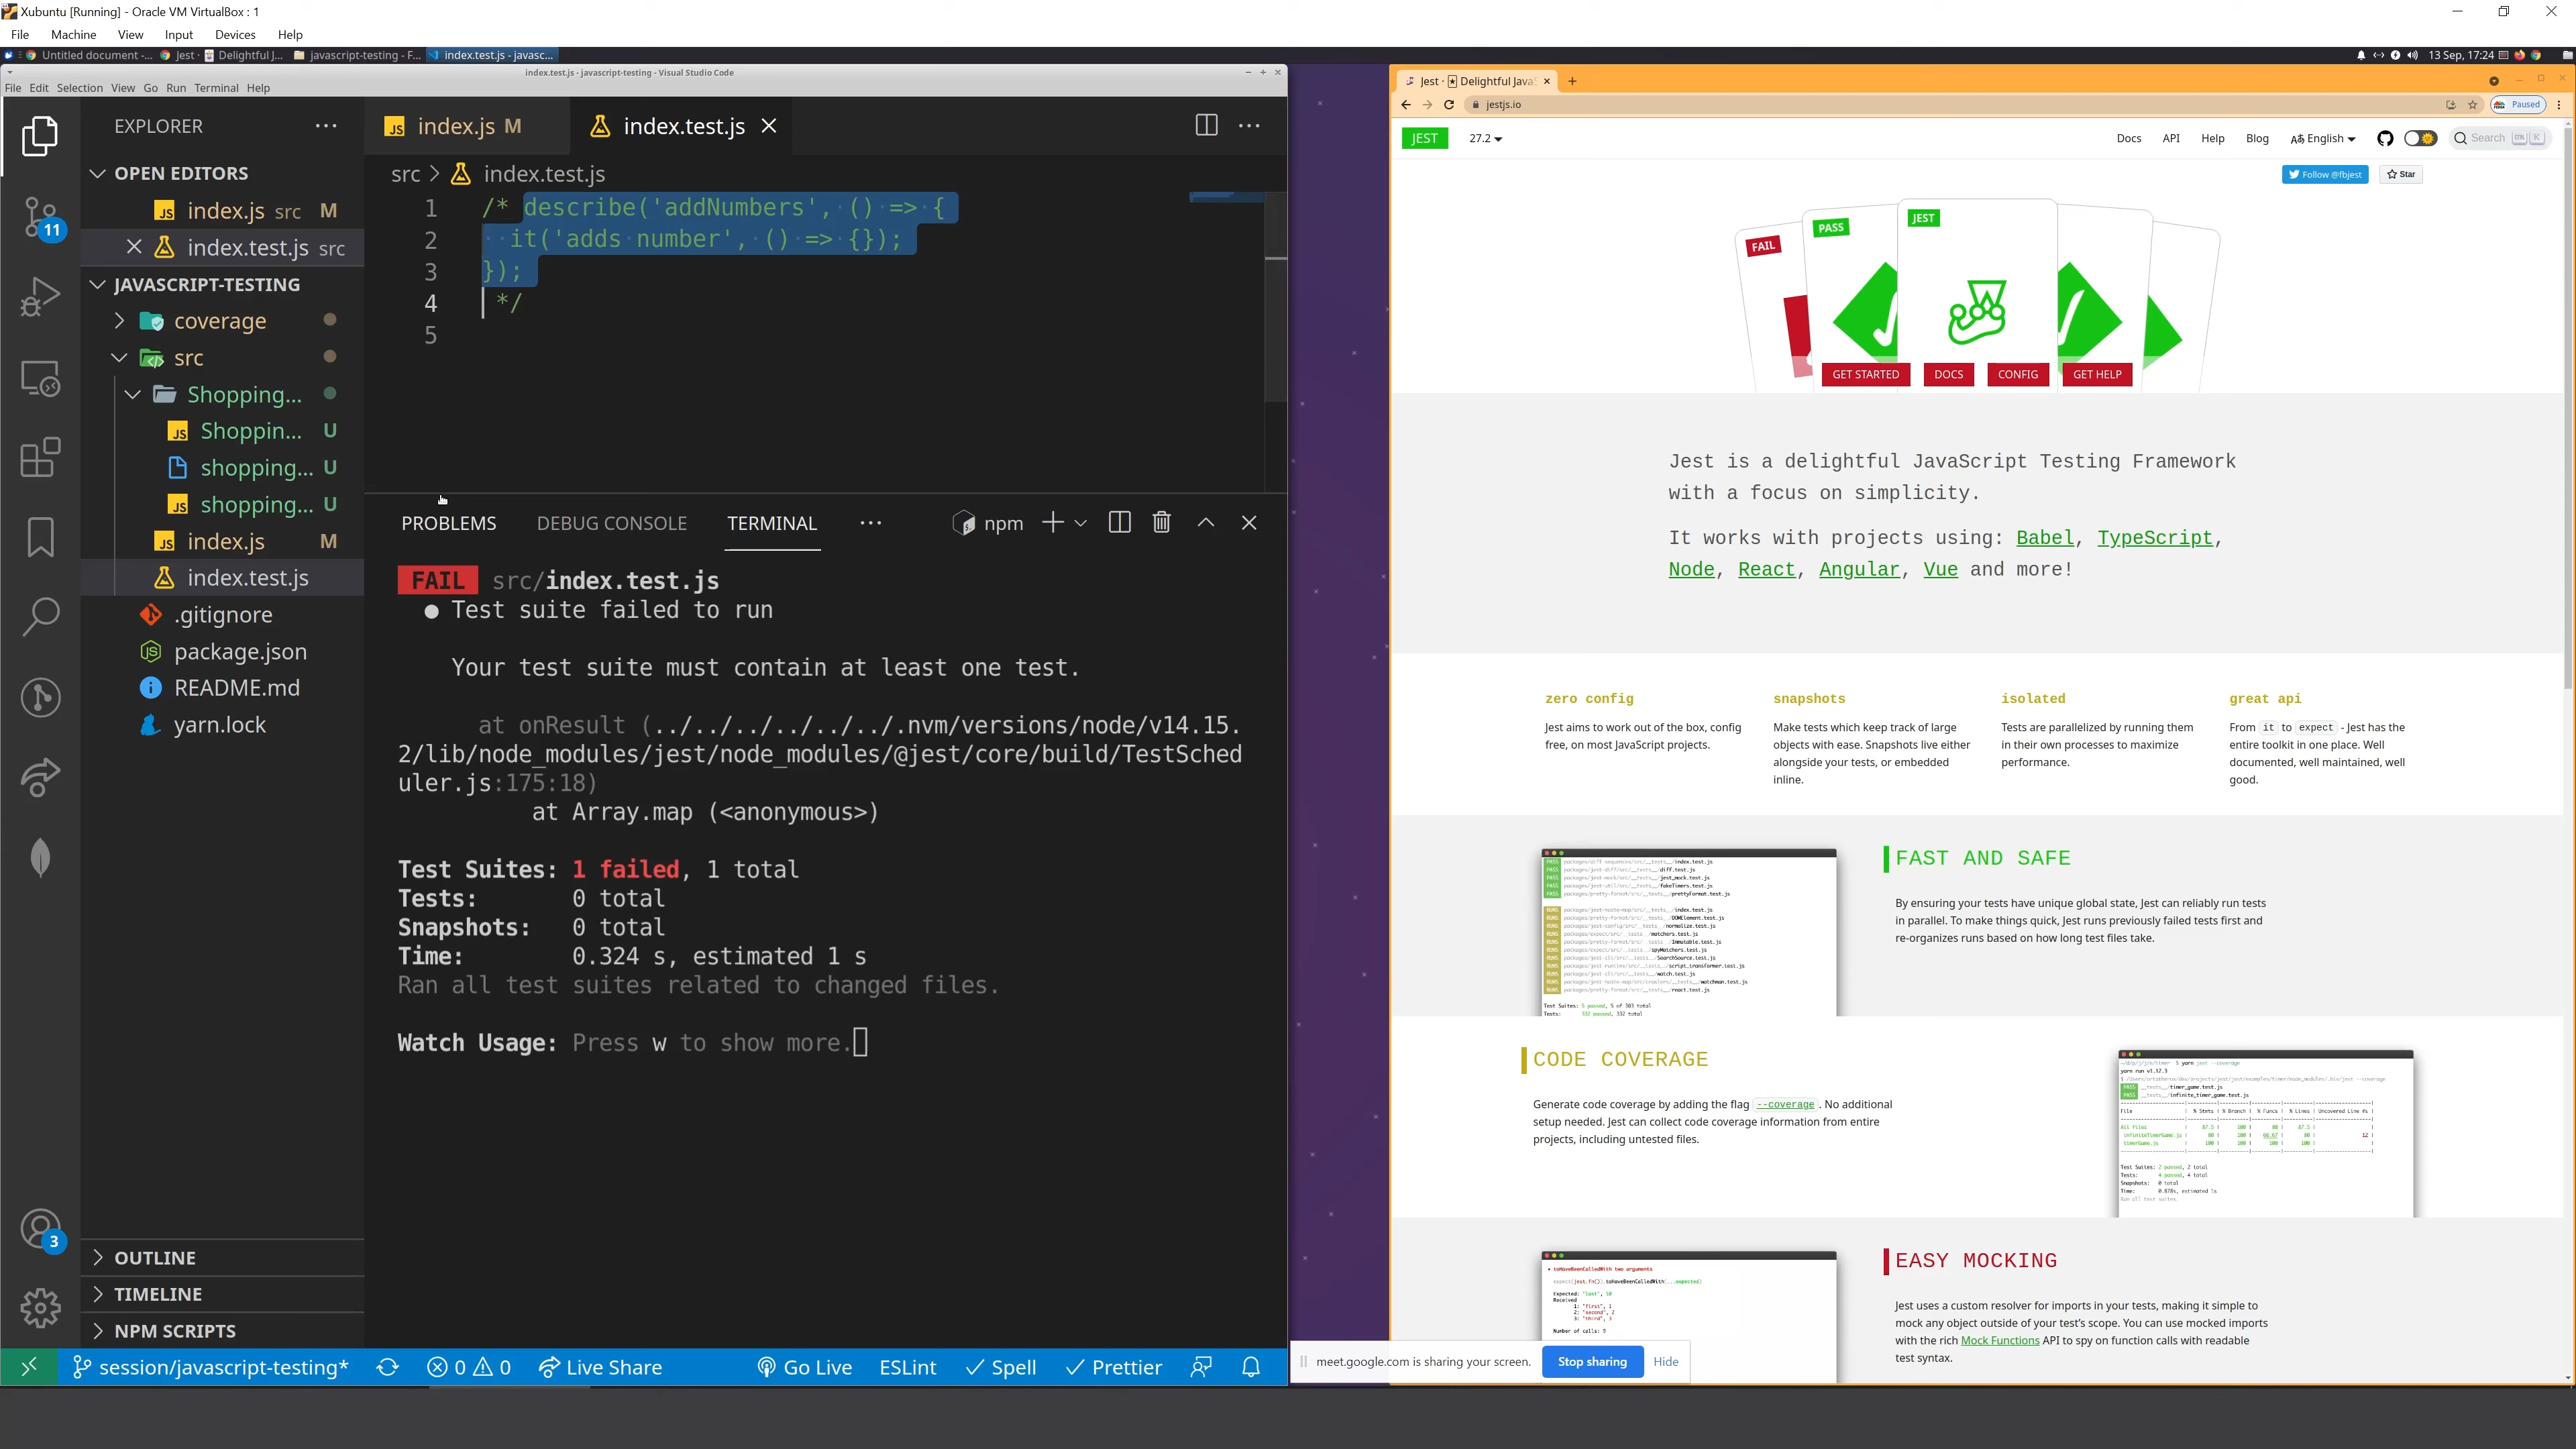 Xubuntu [Running] - Oracle VM VirtualBox : 1
File Machine View Input Devices Help
Untitled document -... Jest · Delightful J... javascript-testing - F... index.test.js - javasc... 13 Sep, 17:24
index.test.js - javascript-testing - Visual Studio Code
File Edit Selection View Go Run Terminal Help
EXPLORER
OPEN EDITORS
index.js src M
index.test.js src
JAVASCRIPT-TESTING
coverage
src
Shopping...
Shoppin... U
shopping... U
shopping... U
index.js M
index.test.js
.gitignore
package.json
README.md
yarn.lock
OUTLINE
TIMELINE
NPM SCRIPTS
11
3
index.js M index.test.js
src > index.test.js
1 /* describe('addNumbers', () => {
2 it('adds number', () => {});
3 });
4 */
5
PROBLEMS DEBUG CONSOLE TERMINAL npm
FAIL src/index.test.js
● Test suite failed to run
Your test suite must contain at least one test.
at onResult (../../../../../../.nvm/versions/node/v14.15.
2/lib/node_modules/jest/node_modules/@jest/core/build/TestSched
uler.js:175:18)
at Array.map (<anonymous>)
Test Suites: 1 failed, 1 total
Tests: 0 total
Snapshots: 0 total
Time: 0.324 s, estimated 1 s
Ran all test suites related to changed files.
Watch Usage: Press w to show more.
session/javascript-testing* 0 0 Live Share Go Live ESLint Spell Prettier
Jest · Delightful Java
jestjs.io
Paused
JEST 27.2 Docs API Help Blog English Search
Follow @fbjest Star
FAIL PASS JEST
GET STARTED DOCS CONFIG GET HELP
Jest is a delightful JavaScript Testing Framework
with a focus on simplicity.
It works with projects using: Babel, TypeScript,
Node, React, Angular, Vue and more!
zero config
Jest aims to work out of the box, config
free, on most JavaScript projects.
snapshots
Make tests which keep track of large
objects with ease. Snapshots live either
alongside your tests, or embedded
inline.
isolated
Tests are parallelized by running them
in their own processes to maximize
performance.
great api
From it to expect - Jest has the
entire toolkit in one place. Well
documented, well maintained, well
good.
FAST AND SAFE
By ensuring your tests have unique global state, Jest can reliably run tests
in parallel. To make things quick, Jest runs previously failed tests first and
re-organizes runs based on how long test files take.
CODE COVERAGE
Generate code coverage by adding the flag --coverage. No additional
setup needed. Jest can collect code coverage information from entire
projects, including untested files.
EASY MOCKING
Jest uses a custom resolver for imports in your tests, making it simple to
mock any object outside of your test's scope. You can use mocked imports
with the rich Mock Functions API to spy on function calls with readable
test syntax.
meet.google.com is sharing your screen. Stop sharing Hide